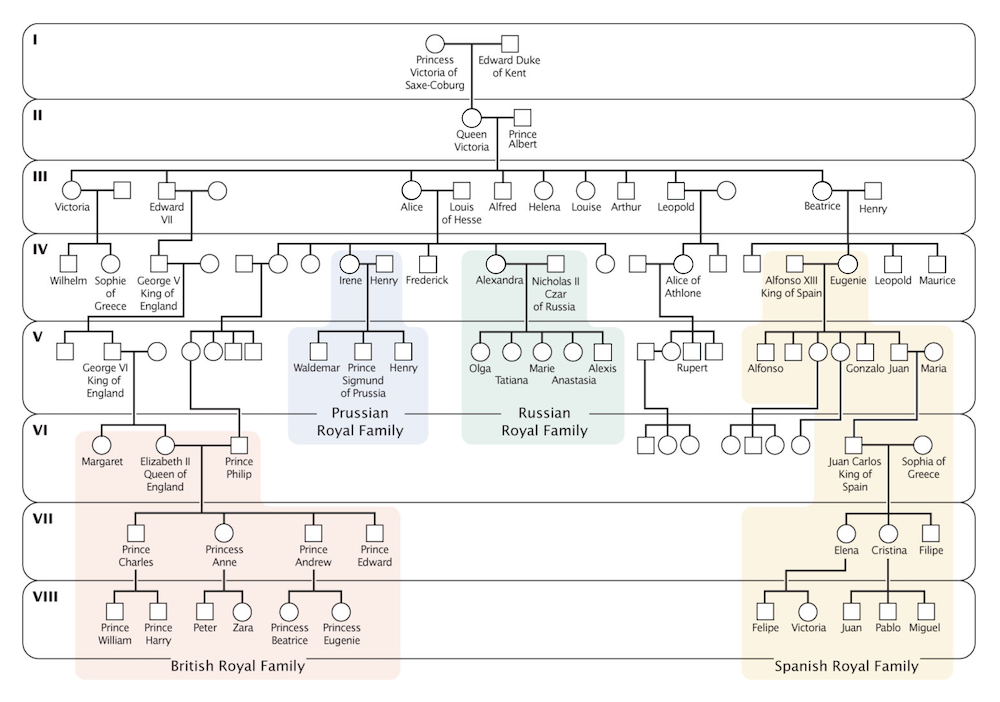 I
Princess
Victoria of
Saxe-Coburg
Edward Duke
of Kent
II
Queen
Victoria
Prince
Albert
III
Victoria
Edward
VII
Alice
Louis
of Hesse
Alfred
Helena
Louise
Arthur
Leopold
Beatrice
Henry
IV
Wilhelm
Sophie
of
Greece
George V
King of
England
Irene
Henry
Frederick
Alexandra
Nicholas II
Czar
of Russia
Alice of
Athlone
Alfonso XIII
King of Spain
Eugenie
Leopold
Maurice
V
George VI
King of
England
Waldemar
Prince
Sigmund
of Prussia
Henry
Olga
Tatiana
Marie
Anastasia
Alexis
Rupert
Alfonso
Gonzalo
Juan
Maria
Prussian
Royal Family
Russian
Royal Family
VI
Margaret
Elizabeth II
Queen of
England
Prince
Philip
Juan Carlos
King of
Spain
Sophia of
Greece
VII
Prince
Charles
Princess
Anne
Prince
Andrew
Prince
Edward
Elena
Cristina
Filipe
VIII
Prince
William
Prince
Harry
Peter
Zara
Princess
Beatrice
Princess
Eugenie
Felipe
Victoria
Juan
Pablo
Miguel
British Royal Family
Spanish Royal Family